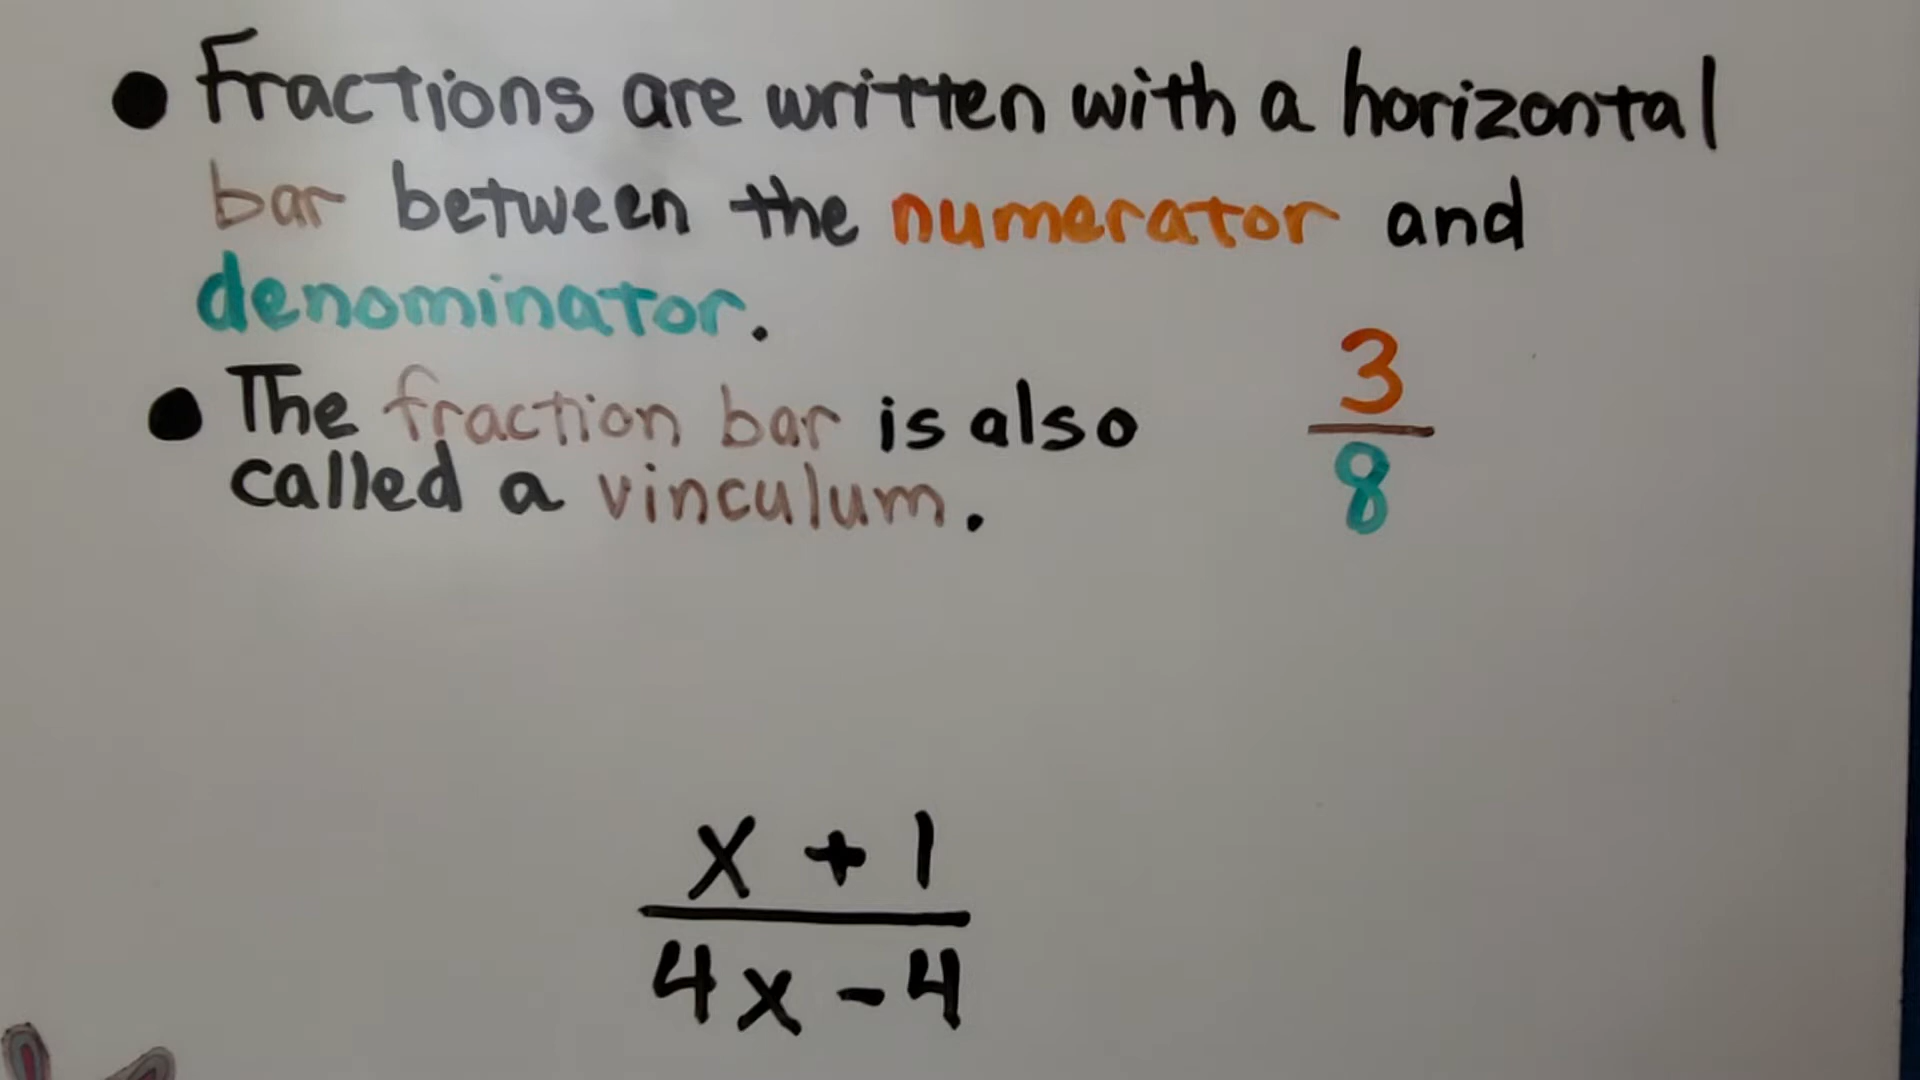 ● Fractions are written with a horizontal
bar between the numerator and
denominator.
● The fraction bar is also
called a vinculum.
3
8
x + 1
4x - 4